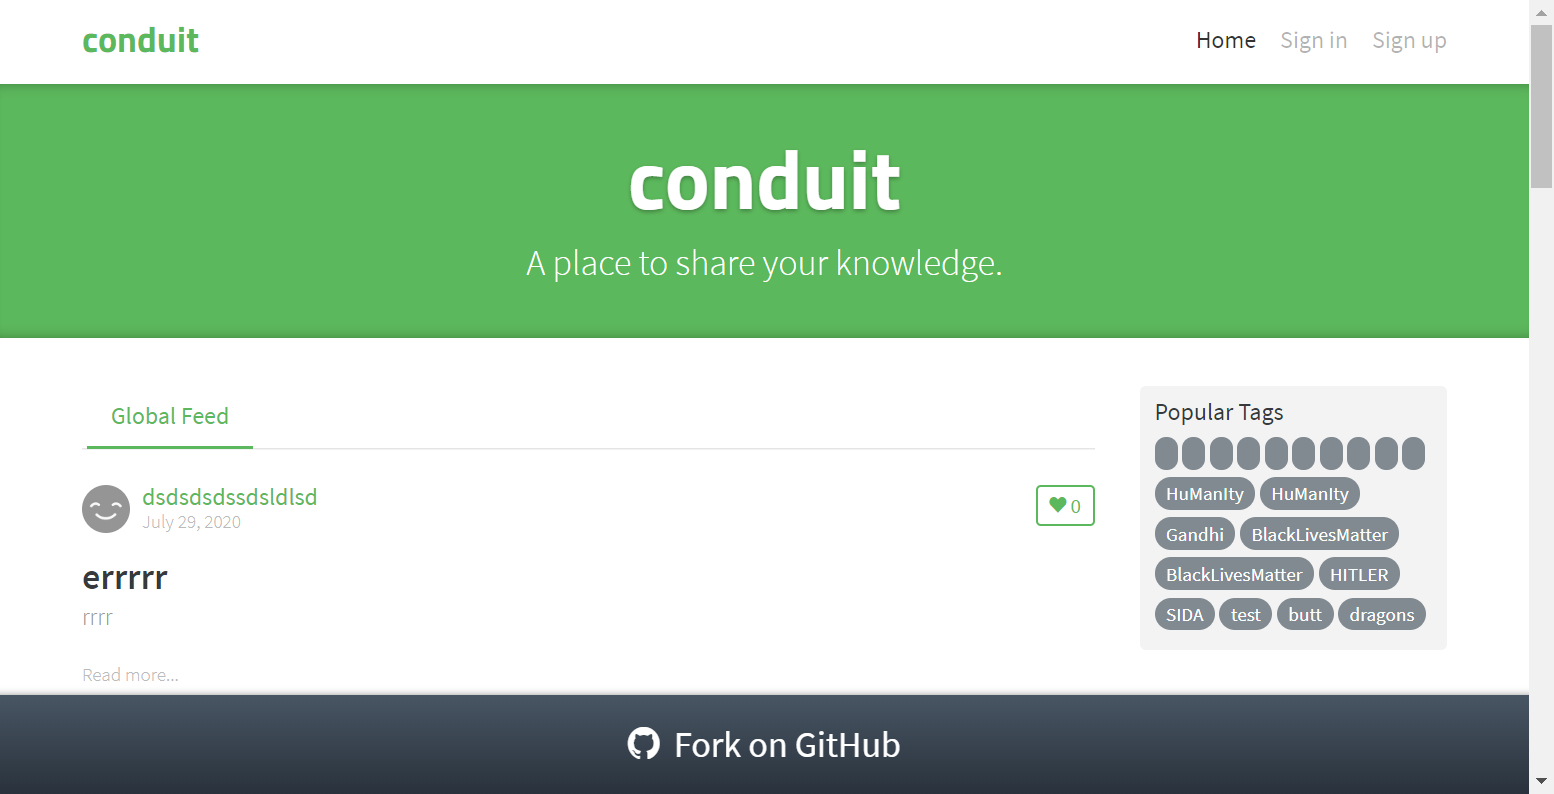 conduit
Home Sign in Sign up
conduit
A place to share your knowledge.
Global Feed
dsdsdsdssdsldlsd
July 29, 2020
0
errrrr
rrrr
Read more...
Popular Tags
HuManIty HuManIty
Gandhi BlackLivesMatter
BlackLivesMatter HITLER
SIDA test butt dragons
Fork on GitHub